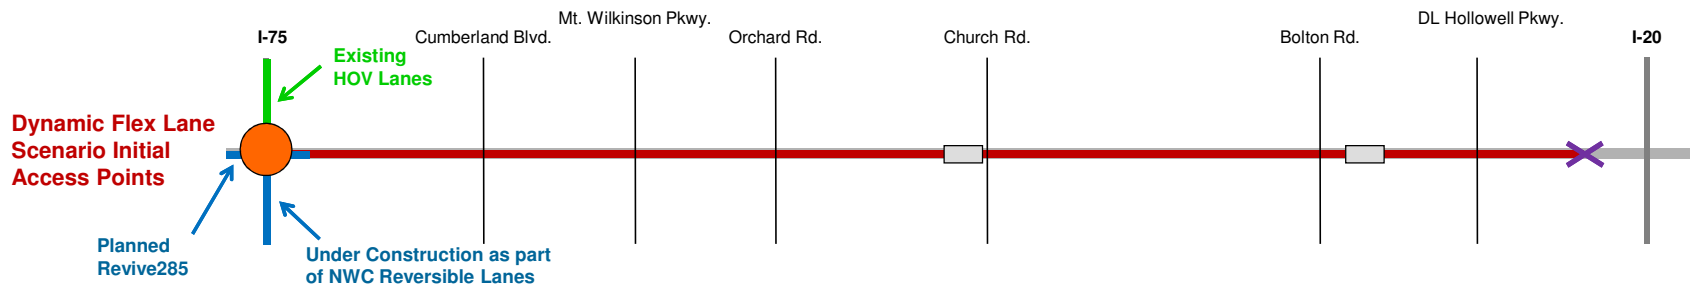 Mt. Wilkinson Pkwy.
DL Hollowell Pkwy.
I-75
Cumberland Blvd.
Orchard Rd.
Church Rd.
Bolton Rd.
I-20
Existing
HOV Lanes
Dynamic Flex Lane
Scenario Initial
Access Points
Planned
Revive285
Under Construction as part
of NWC Reversible Lanes